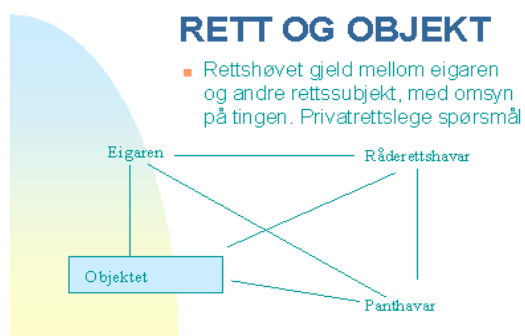 RETT OG OBJEKT
Rettshøvet gjeld mellom eigaren
og andre rettssubjekt, med omsyn
på tingen. Privatrettslege spørsmål
Eigaren
Råderettshavar
Objektet
Panthavar